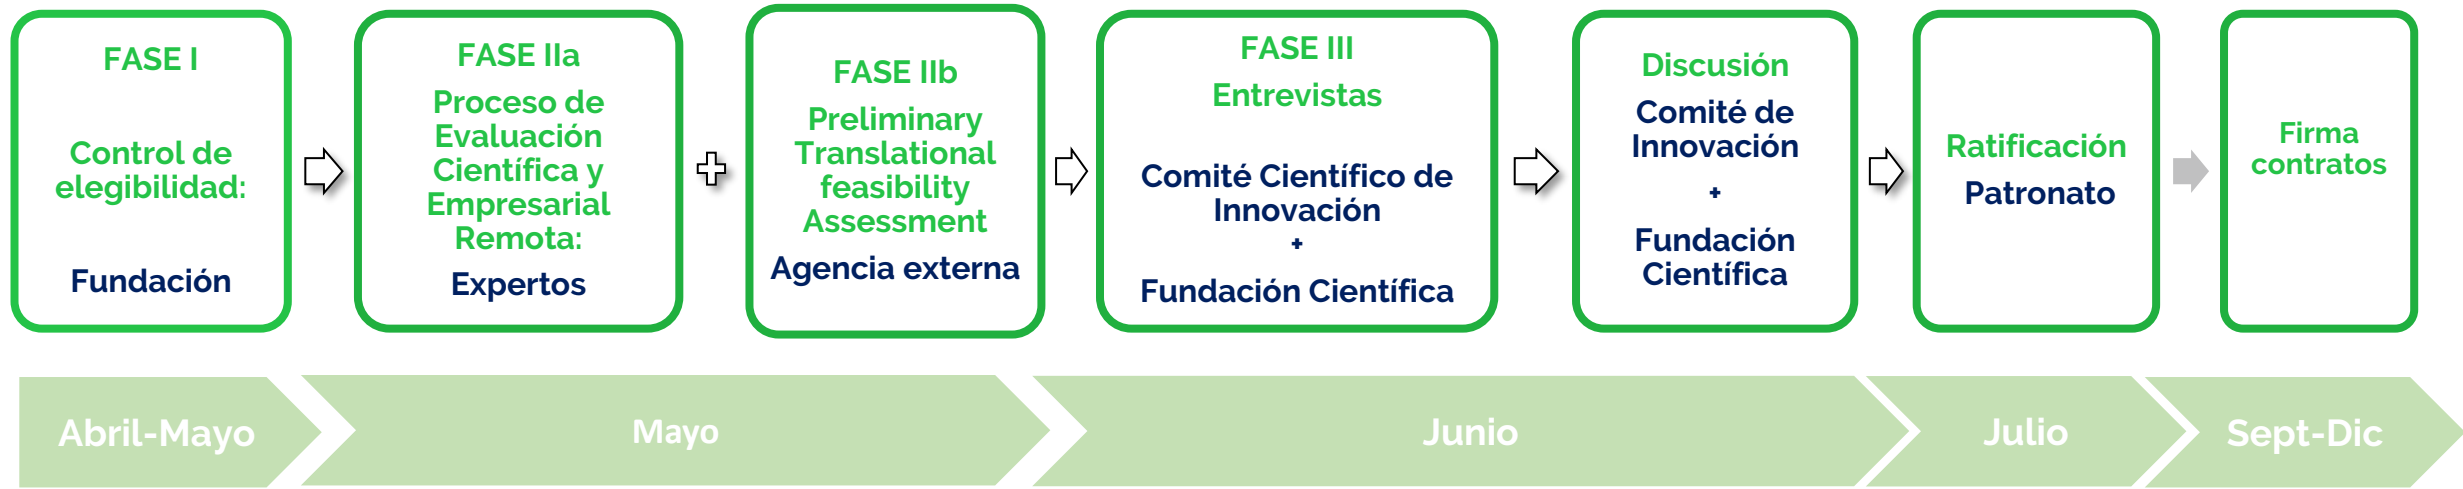 FASE I
Control de
elegibilidad:
Fundación
FASE IIa
Proceso de
Evaluación
Científica y
Empresarial
Remota:
Expertos
FASE IIb
Preliminary
Translational
feasibility
Assessment
Agencia externa
FASE III
Entrevistas
Comité Científico de
Innovación
+
Fundación Científica
Discusión
Comité de
Innovación
+
Fundación
Científica
Ratificación
Patronato
Firma
contratos
Abril-Mayo
Mayo
Junio
Julio
Sept-Dic